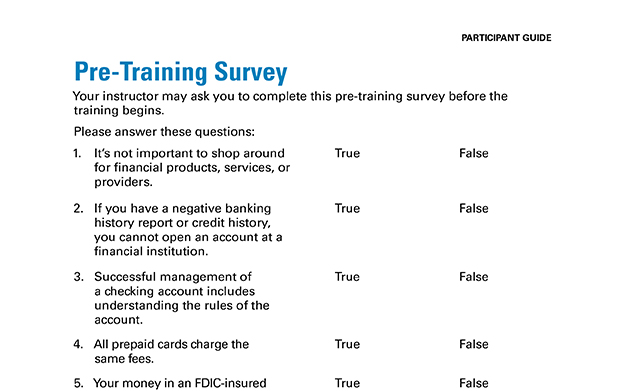 PARTICIPANT GUIDE
Pre-Training Survey
Your instructor may ask you to complete this pre-training survey before the
training begins.
Please answer these questions:
1. It’s not important to shop around True False
for financial products, services, or
providers.
2. If you have a negative banking True False
history report or credit history,
you cannot open an account at a
financial institution.
3. Successful management of True False
a checking account includes
understanding the rules of the
account.
4. All prepaid cards charge the True False
same fees.
5. Your money in an FDIC-insured True False